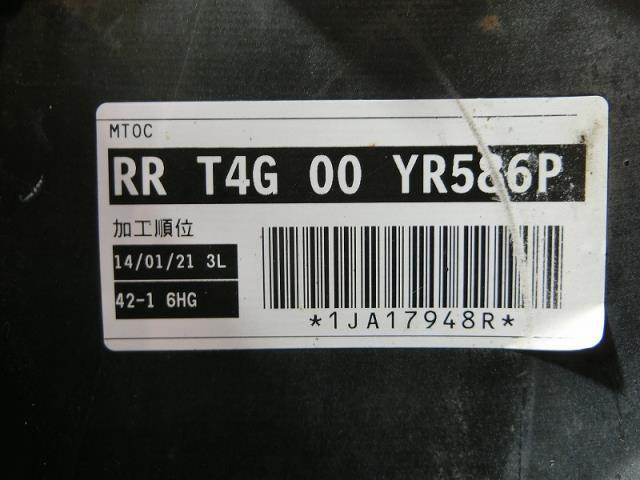 MTOC
RR T4G 00 YR586P
加工順位
14/01/21 3L
42-1 6HG
*1JA17948R*